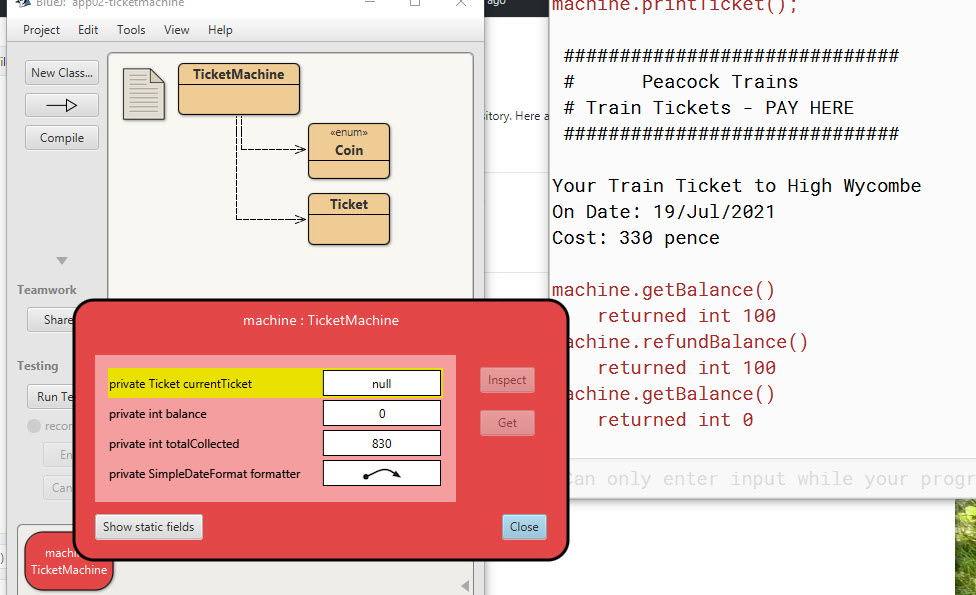 BlueJ: app02-ticketmachine
Project Edit Tools View Help
New Class...
Compile
Teamwork
Share
Testing
Run Te
recor
En
Can
TicketMachine
«enum»
Coin
Ticket
ago
itory. Here a
machine.printTicket();
##############################
#      Peacock Trains
# Train Tickets - PAY HERE
##############################
Your Train Ticket to High Wycombe
On Date: 19/Jul/2021
Cost: 330 pence
machine.getBalance()
returned int 100
machine.refundBalance()
returned int 100
machine.getBalance()
returned int 0
Can only enter input while your progr
machine : TicketMachine
private Ticket currentTicket null
private int balance 0
private int totalCollected 830
private SimpleDateFormat formatter
Inspect
Get
Show static fields
Close
machi
TicketMachine